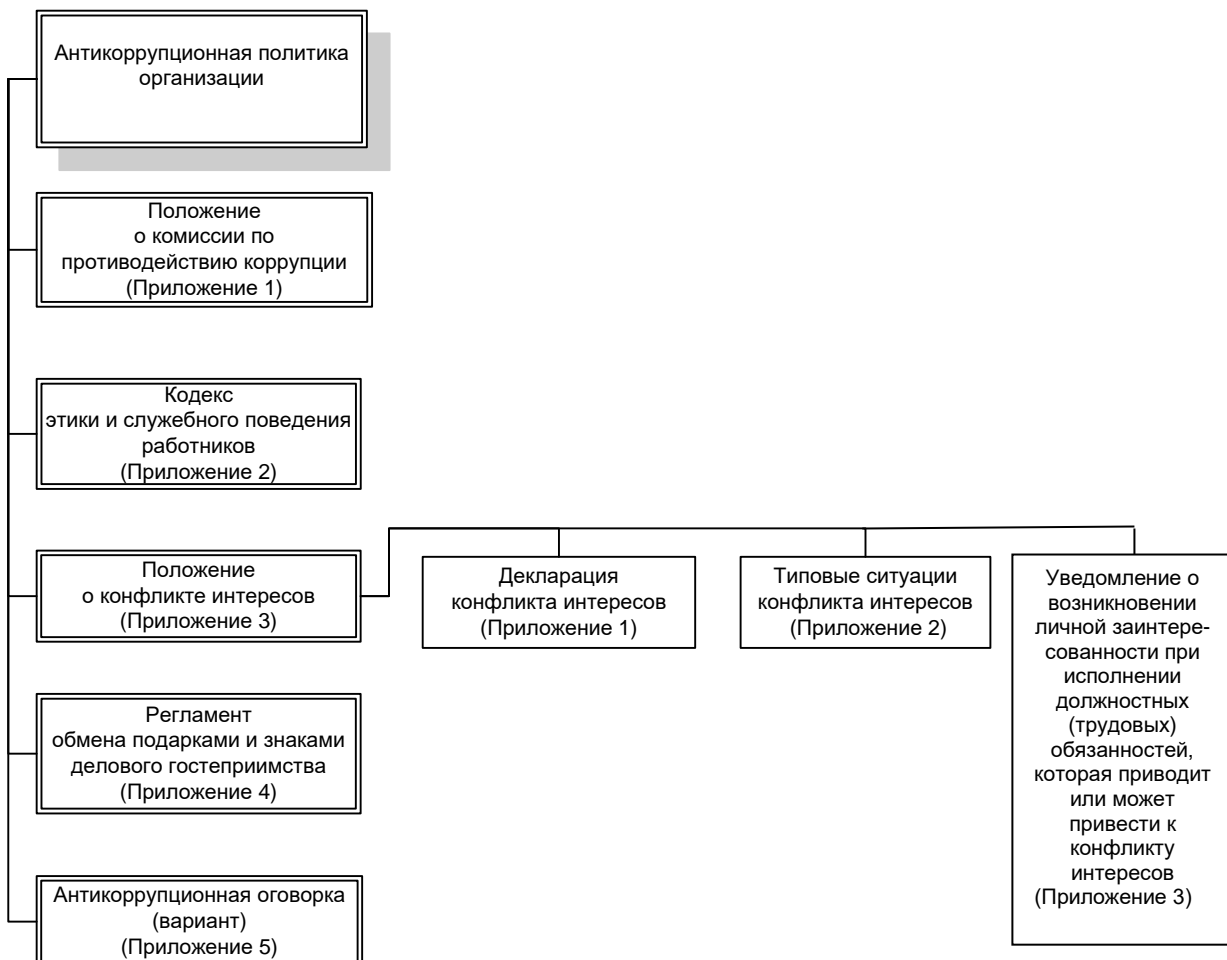 Антикоррупционная политика
организации
Положение
о комиссии по
противодействию коррупции
(Приложение 1)
Кодекс
этики и служебного поведения
работников
(Приложение 2)
Положение
о конфликте интересов
(Приложение 3)
Декларация
конфликта интересов
(Приложение 1)
Типовые ситуации
конфликта интересов
(Приложение 2)
Уведомление о
возникновении
личной заинтере-
сованности при
исполнении
должностных
(трудовых)
обязанностей,
которая приводит
или может
привести к
конфликту
интересов
(Приложение 3)
Регламент
обмена подарками и знаками
делового гостеприимства
(Приложение 4)
Антикоррупционная оговорка
(вариант)
(Приложение 5)